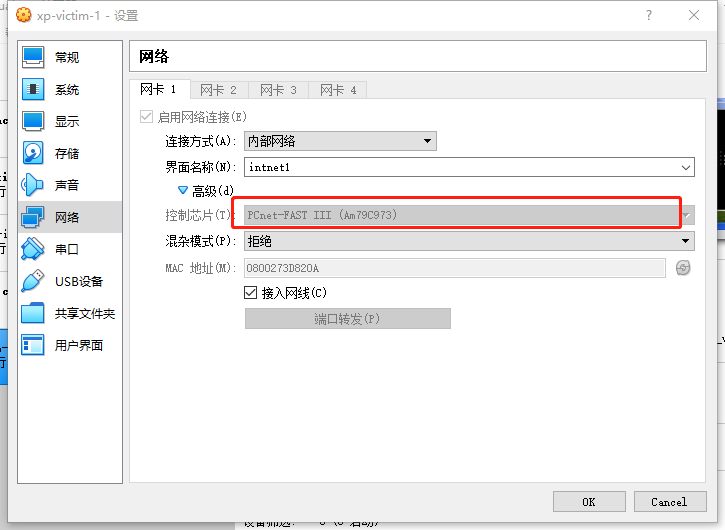 xp-victim-1 - 设置
常规
系统
显示
存储
声音
网络
串口
USB设备
共享文件夹
用户界面
网络
网卡 1 网卡 2 网卡 3 网卡 4
启用网络连接(E)
连接方式(A): 内部网络
界面名称(N): intnet1
高级(d)
控制芯片(T): PCnet-FAST III (Am79C973)
混杂模式(P): 拒绝
MAC 地址(M): 0800273D820A
接入网线(C)
端口转发(P)
OK Cancel